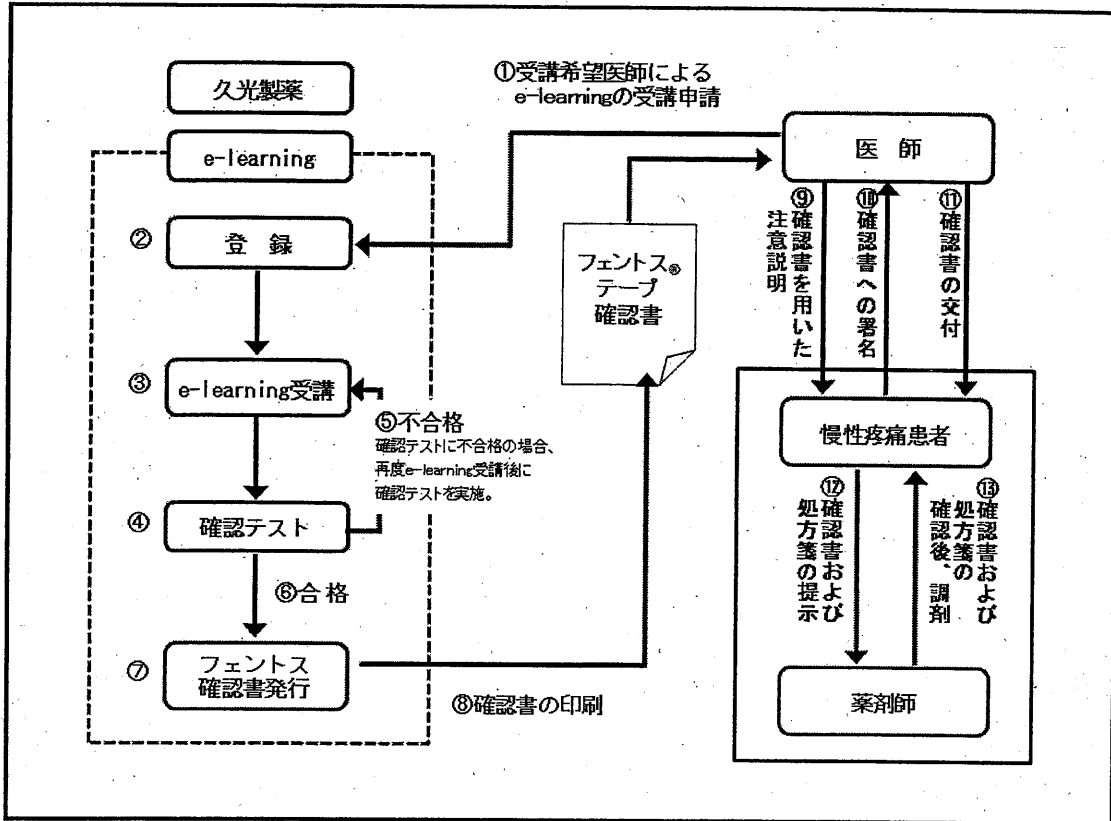 久光製薬
e-learning
①受講希望医師による
e-learningの受講申請
医 師
② 登 録
フェントス®
テープ
確認書
⑨確認書を用いた
注意説明
⑩確認書への署名
⑪確認書の交付
③ e-learning受講
⑤不合格
確認テストに不合格の場合、
再度e-learning受講後に
確認テストを実施。
④ 確認テスト
⑥合格
⑦ フェントス
確認書発行
⑧確認書の印刷
慢性疼痛患者
⑫確認書および
処方箋の提示
⑬確認書および
処方箋の
確認後、調剤
薬剤師